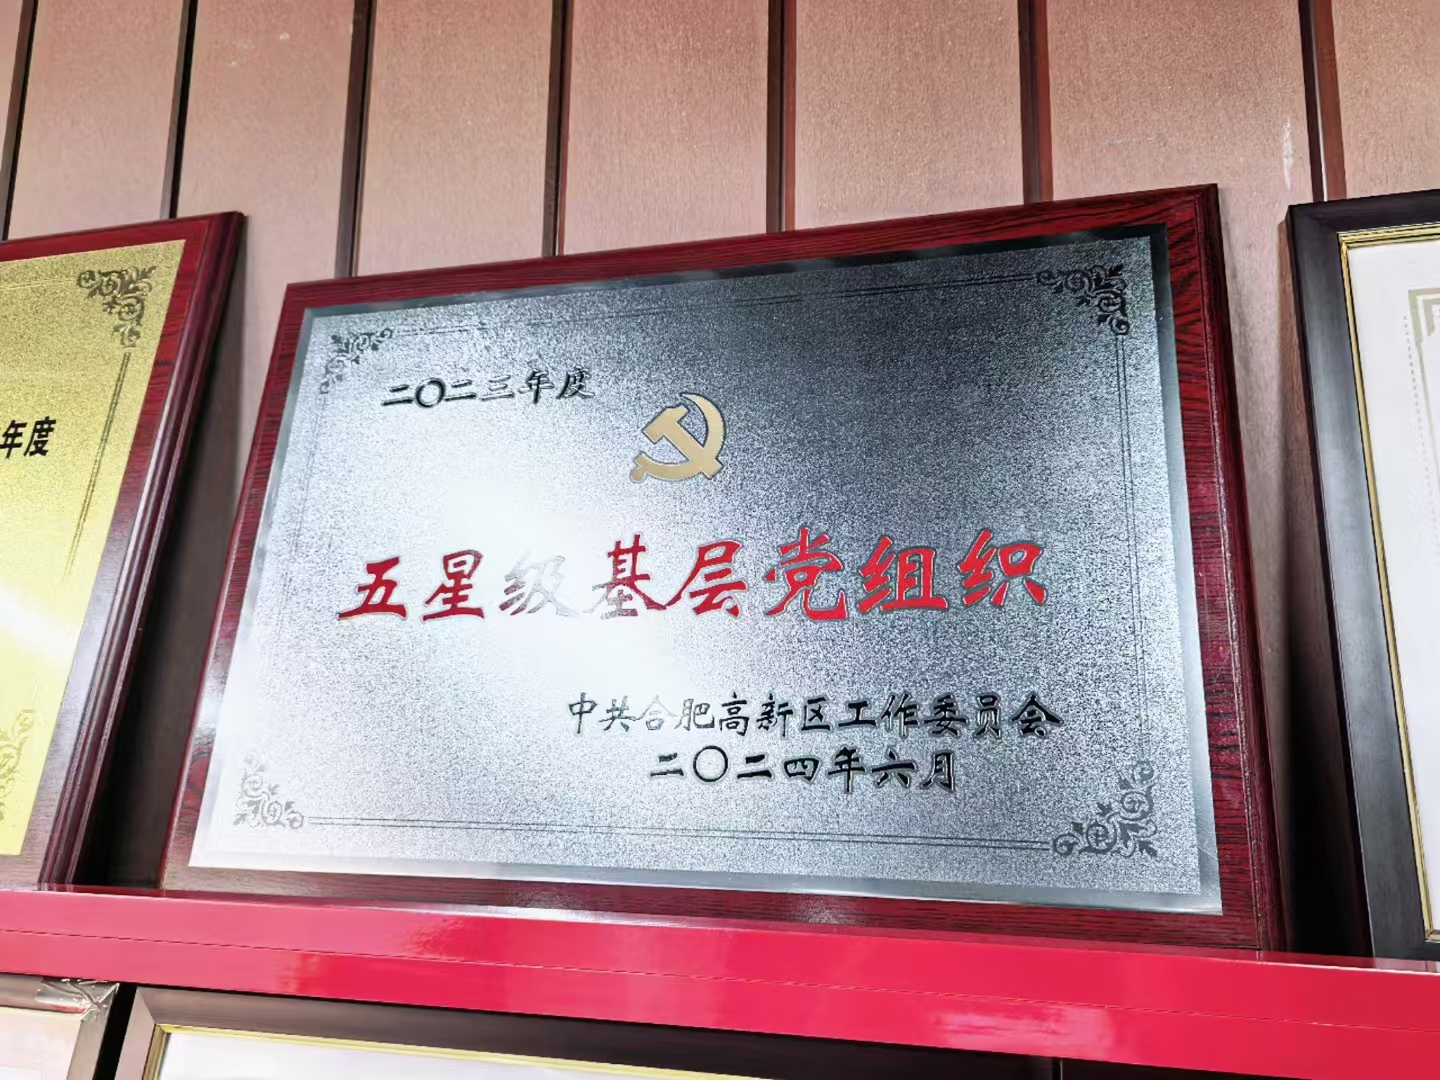 年度
二〇二三年度
五星级基层党组织
中共合肥高新区工作委员会
二〇二四年六月